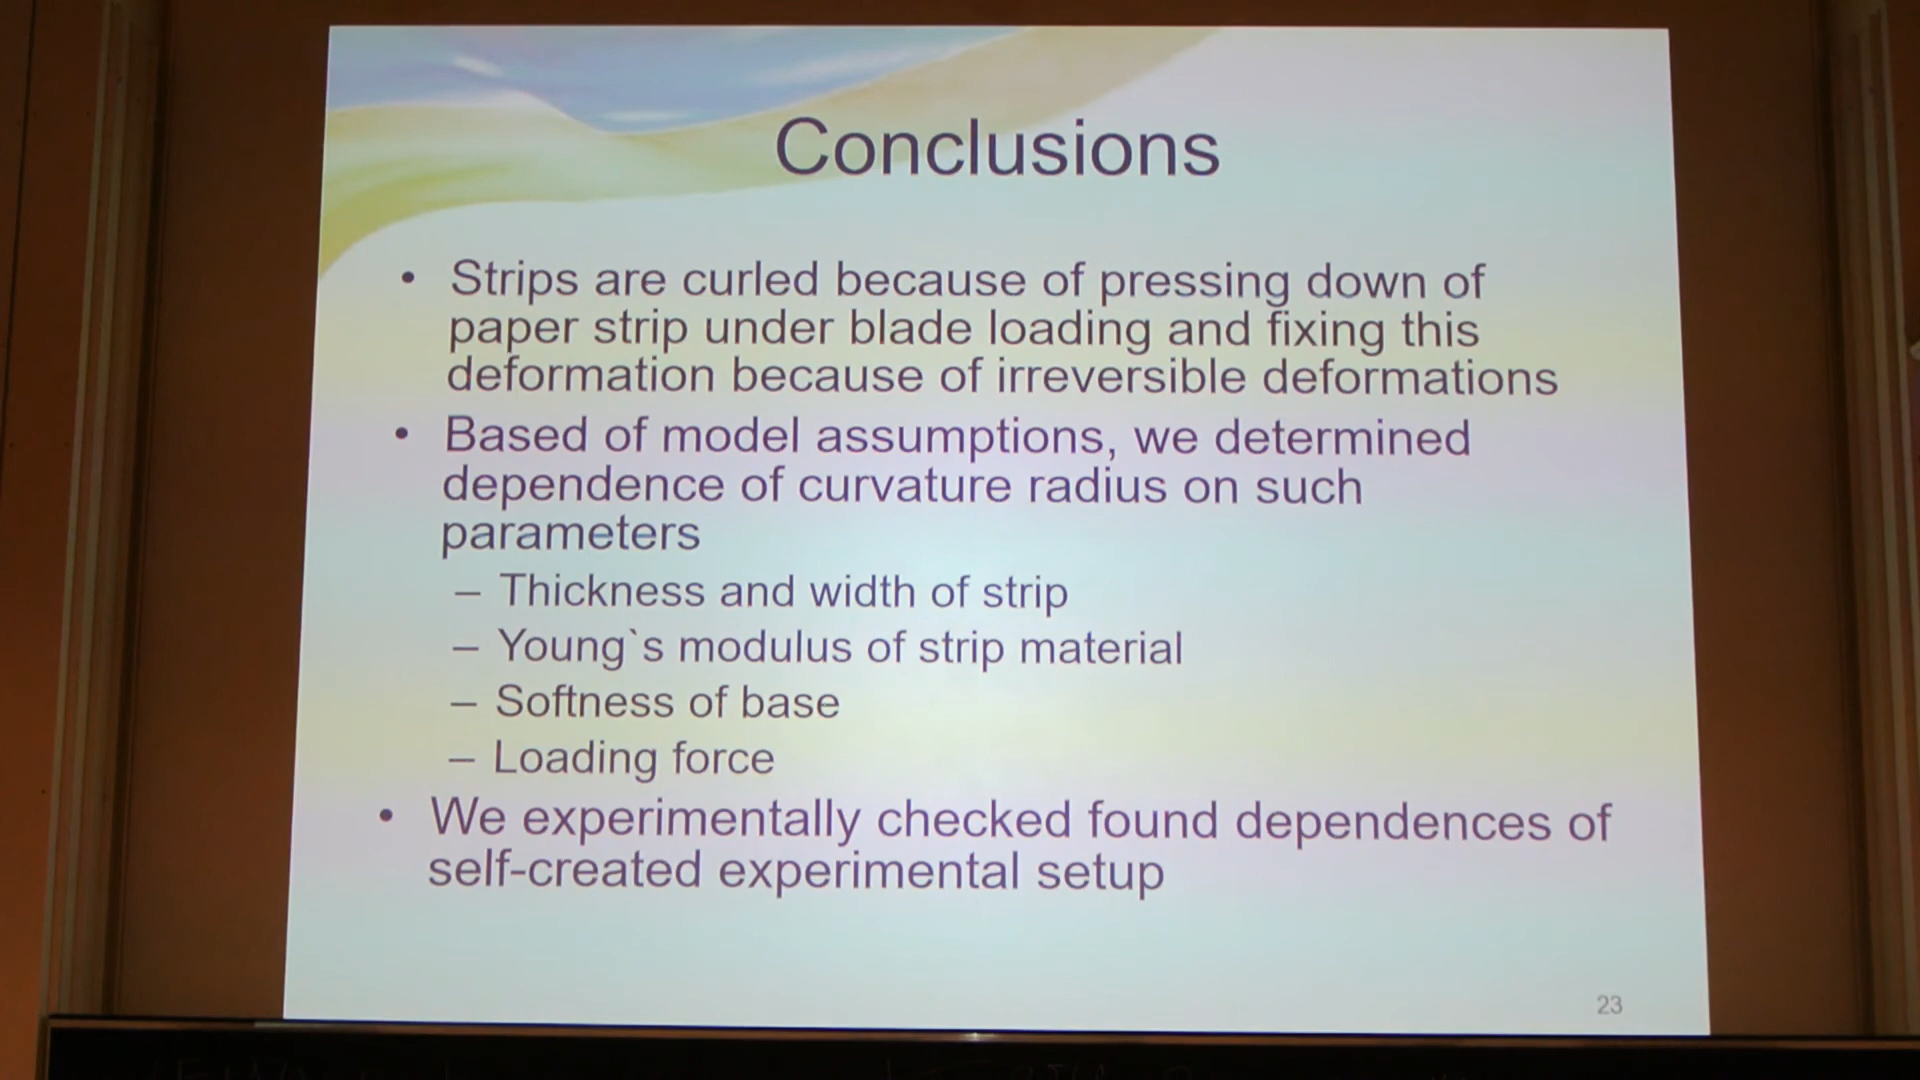 Conclusions
• Strips are curled because of pressing down of
paper strip under blade loading and fixing this
deformation because of irreversible deformations
• Based of model assumptions, we determined
dependence of curvature radius on such
parameters
– Thickness and width of strip
– Young`s modulus of strip material
– Softness of base
– Loading force
• We experimentally checked found dependences of
self-created experimental setup
23